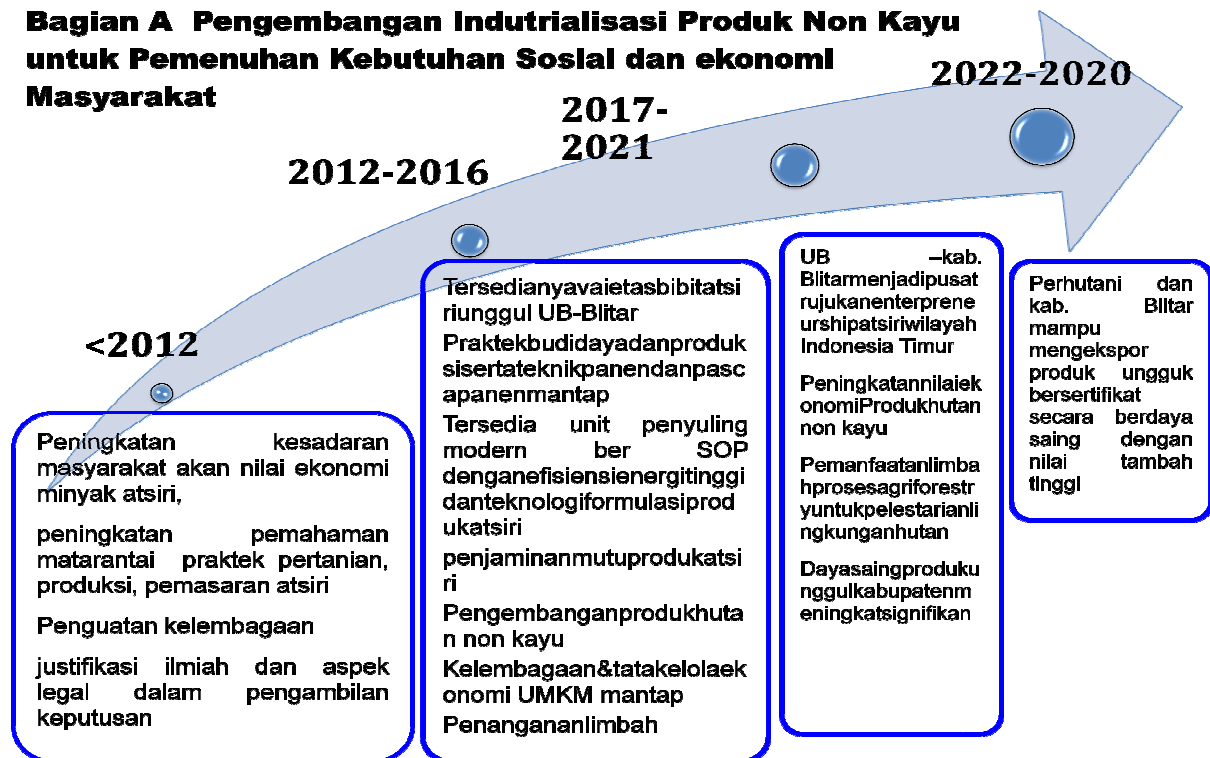 Bagian A Pengembangan Indutrialisasi Produk Non Kayu
untuk Pemenuhan Kebutuhan Sosial dan ekonomi
Masyarakat
<2012
Peningkatan kesadaran
masyarakat akan nilai ekonomi
minyak atsiri,
peningkatan pemahaman
matarantai praktek pertanian,
produksi, pemasaran atsiri
Penguatan kelembagaan
justifikasi ilmiah dan aspek
legal dalam pengambilan
keputusan
2012-2016
Tersedianyavaietasbibitatsi
riunggul UB-Blitar
Praktekbudidayadanproduk
sisertateknikpanendanpasc
apanenmantap
Tersedia unit penyuling
modern ber SOP
denganefisiensienergitinggi
danteknologiformulasiprod
ukatsiri
penjaminanmutuprodukatsi
ri
Pengembanganprodukhuta
n non kayu
Kelembagaan&tatakelolaek
onomi UMKM mantap
Penangananlimbah
2017-
2021
UB –kab.
Blitarmenjadipusat
rujukanenterprene
urshipatsiriwilayah
Indonesia Timur
Peningkatannilaiek
onomiProdukhutan
non kayu
Pemanfaatanlimba
hprosesagriforestr
yuntukpelestarianli
ngkunganhutan
Dayasaingproduku
nggulkabupatenm
eningkatsignifikan
2022-2020
Perhutani dan
kab. Blitar
mampu
mengekspor
produk ungguk
bersertifikat
secara berdaya
saing dengan
nilai tambah
tinggi